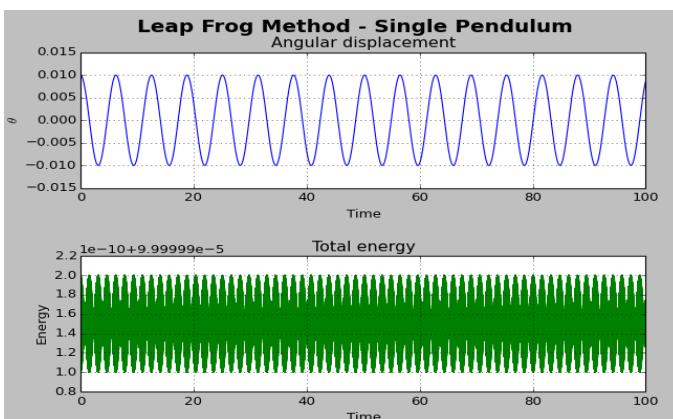 Leap Frog Method - Single Pendulum
Angular displacement
0.015
0.010
0.005
0.000
−0.005
−0.010
−0.015
θ
0 20 40 60 80 100
Time
1e−10+9.99999e−5
Total energy
2.2
2.0
1.8
1.6
1.4
1.2
1.0
0.8
Energy
0 20 40 60 80 100
Time